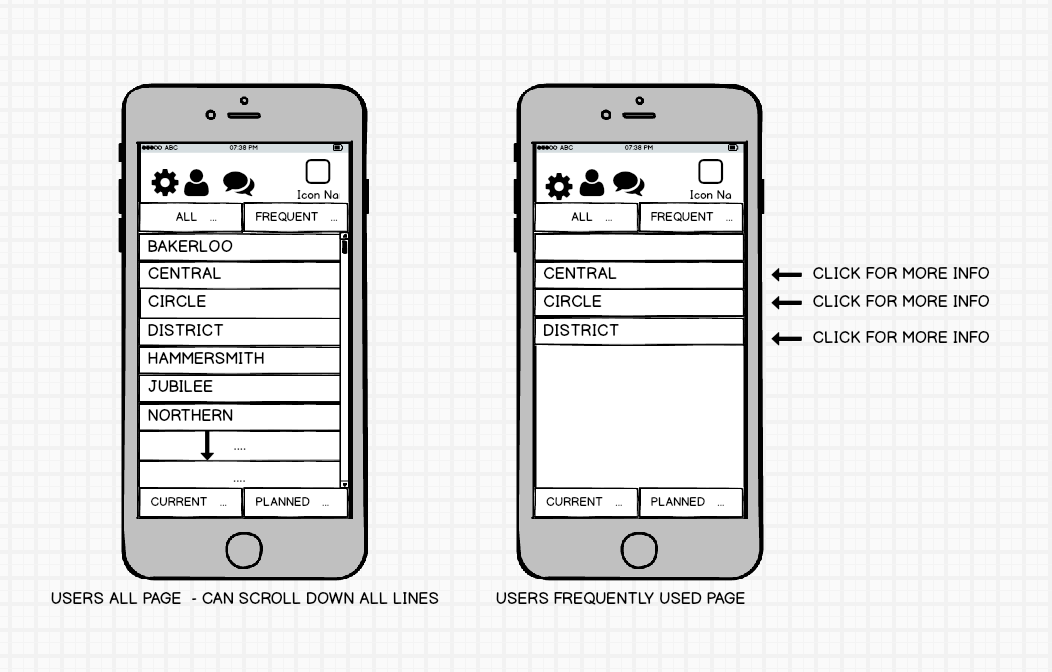 ●●●○○ ABC 07:38 PM
Icon Na
ALL ... FREQUENT ...
BAKERLOO
CENTRAL
CIRCLE
DISTRICT
HAMMERSMITH
JUBILEE
NORTHERN
....
....
CURRENT ... PLANNED ...
USERS ALL PAGE - CAN SCROLL DOWN ALL LINES
●●●○○ ABC 07:38 PM
Icon Na
ALL ... FREQUENT ...
CENTRAL
CLICK FOR MORE INFO
CIRCLE
CLICK FOR MORE INFO
DISTRICT
CLICK FOR MORE INFO
CURRENT ... PLANNED ...
USERS FREQUENTLY USED PAGE